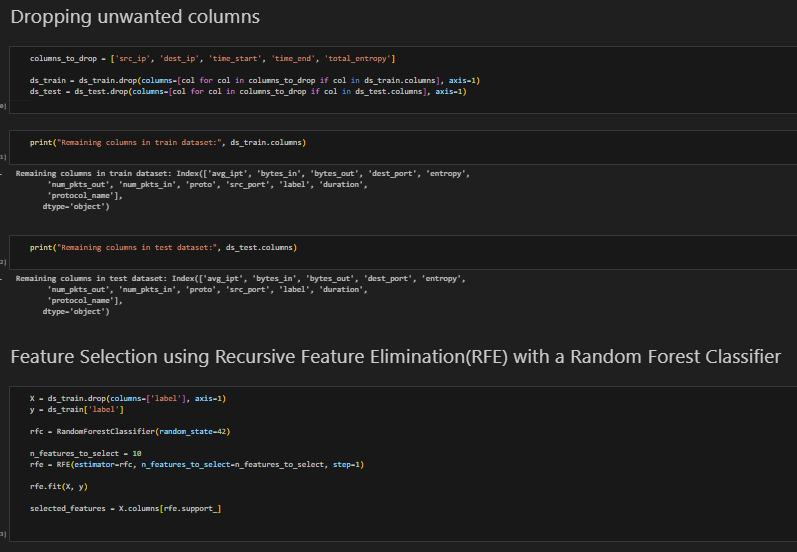 Dropping unwanted columns
columns_to_drop = ['src_ip', 'dest_ip', 'time_start', 'time_end', 'total_entropy']
ds_train = ds_train.drop(columns=[col for col in columns_to_drop if col in ds_train.columns], axis=1)
ds_test = ds_test.drop(columns=[col for col in columns_to_drop if col in ds_test.columns], axis=1)
0]
print("Remaining columns in train dataset:", ds_train.columns)
1]
Remaining columns in train dataset: Index(['avg_ipt', 'bytes_in', 'bytes_out', 'dest_port', 'entropy',
'num_pkts_out', 'num_pkts_in', 'proto', 'src_port', 'label', 'duration',
'protocol_name'],
dtype='object')
print("Remaining columns in test dataset:", ds_test.columns)
2]
Remaining columns in test dataset: Index(['avg_ipt', 'bytes_in', 'bytes_out', 'dest_port', 'entropy',
'num_pkts_out', 'num_pkts_in', 'proto', 'src_port', 'label', 'duration',
'protocol_name'],
dtype='object')
Feature Selection using Recursive Feature Elimination(RFE) with a Random Forest Classifier
X = ds_train.drop(columns=['label'], axis=1)
y = ds_train['label']
rfc = RandomForestClassifier(random_state=42)
n_features_to_select = 10
rfe = RFE(estimator=rfc, n_features_to_select=n_features_to_select, step=1)
rfe.fit(X, y)
selected_features = X.columns[rfe.support_]
3]